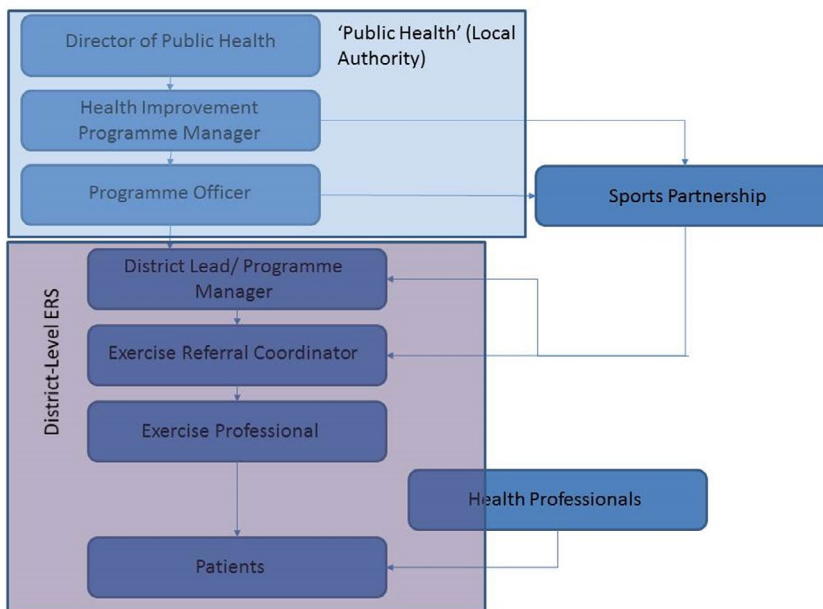 Director of Public Health
‘Public Health’ (Local
Authority)
Health Improvement
Programme Manager
Programme Officer
Sports Partnership
District-Level ERS
District Lead/ Programme
Manager
Exercise Referral Coordinator
Exercise Professional
Health Professionals
Patients